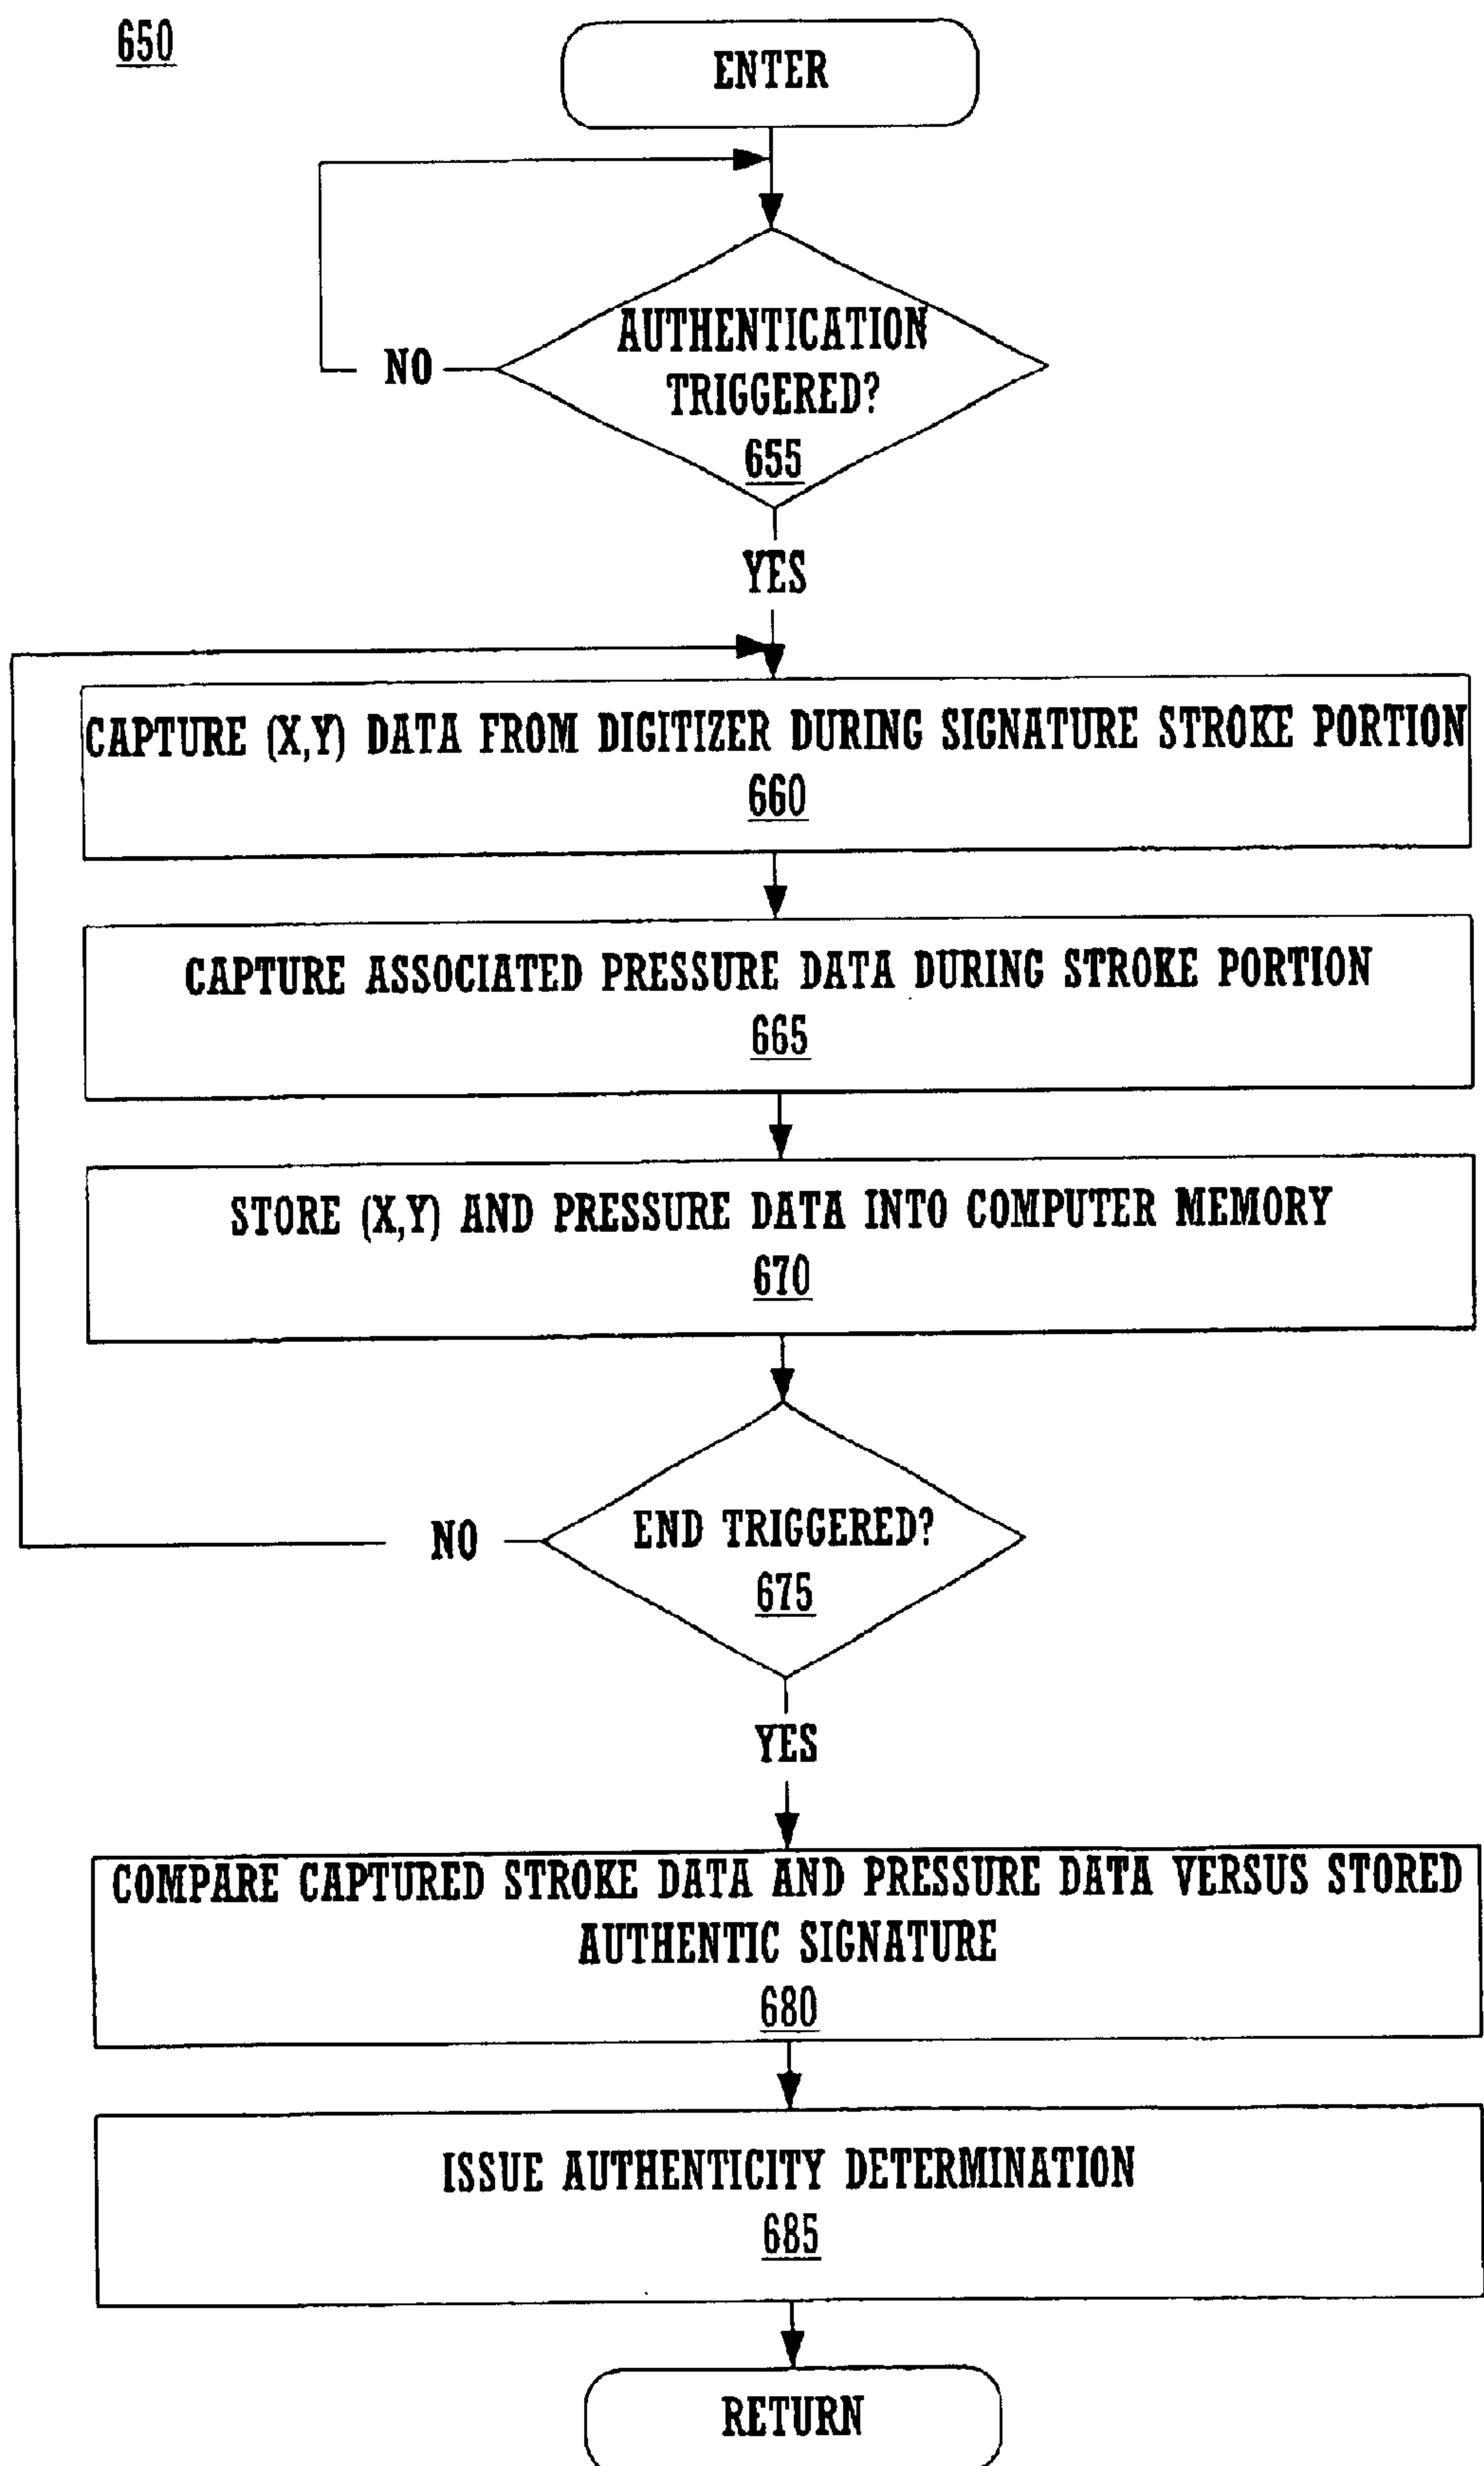 650
ENTER
AUTHENTICATION
TRIGGERED?
655
NO
YES
CAPTURE (X,Y) DATA FROM DIGITIZER DURING SIGNATURE STROKE PORTION
660
CAPTURE ASSOCIATED PRESSURE DATA DURING STROKE PORTION
665
STORE (X,Y) AND PRESSURE DATA INTO COMPUTER MEMORY
670
END TRIGGERED?
675
NO
YES
COMPARE CAPTURED STROKE DATA AND PRESSURE DATA VERSUS STORED
AUTHENTIC SIGNATURE
680
ISSUE AUTHENTICITY DETERMINATION
685
RETURN